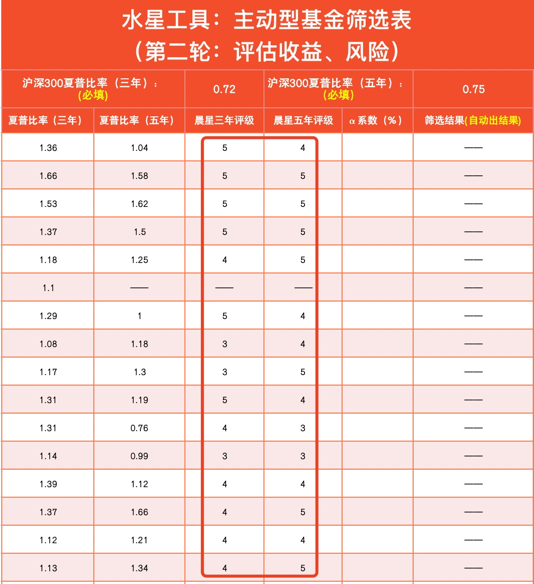 水星工具：主动型基金筛选表
（第二轮：评估收益、风险）
沪深300夏普比率（三年）：(必填) 0.72 沪深300夏普比率（五年）：(必填) 0.75
夏普比率（三年） 夏普比率（五年） 晨星三年评级 晨星五年评级 α系数（%） 筛选结果(自动出结果)
1.36 1.04 5 4 ——
1.66 1.58 5 5 ——
1.53 1.62 5 5 ——
1.37 1.5 5 5 ——
1.18 1.25 4 5 ——
1.1 —— —— —— ——
1.29 1 5 4 ——
1.08 1.18 3 4 ——
1.17 1.3 3 5 ——
1.31 1.19 5 4 ——
1.31 0.76 4 3 ——
1.14 0.99 3 3 ——
1.39 1.12 4 4 ——
1.37 1.66 4 5 ——
1.12 1.21 4 4 ——
1.13 1.34 4 5 ——